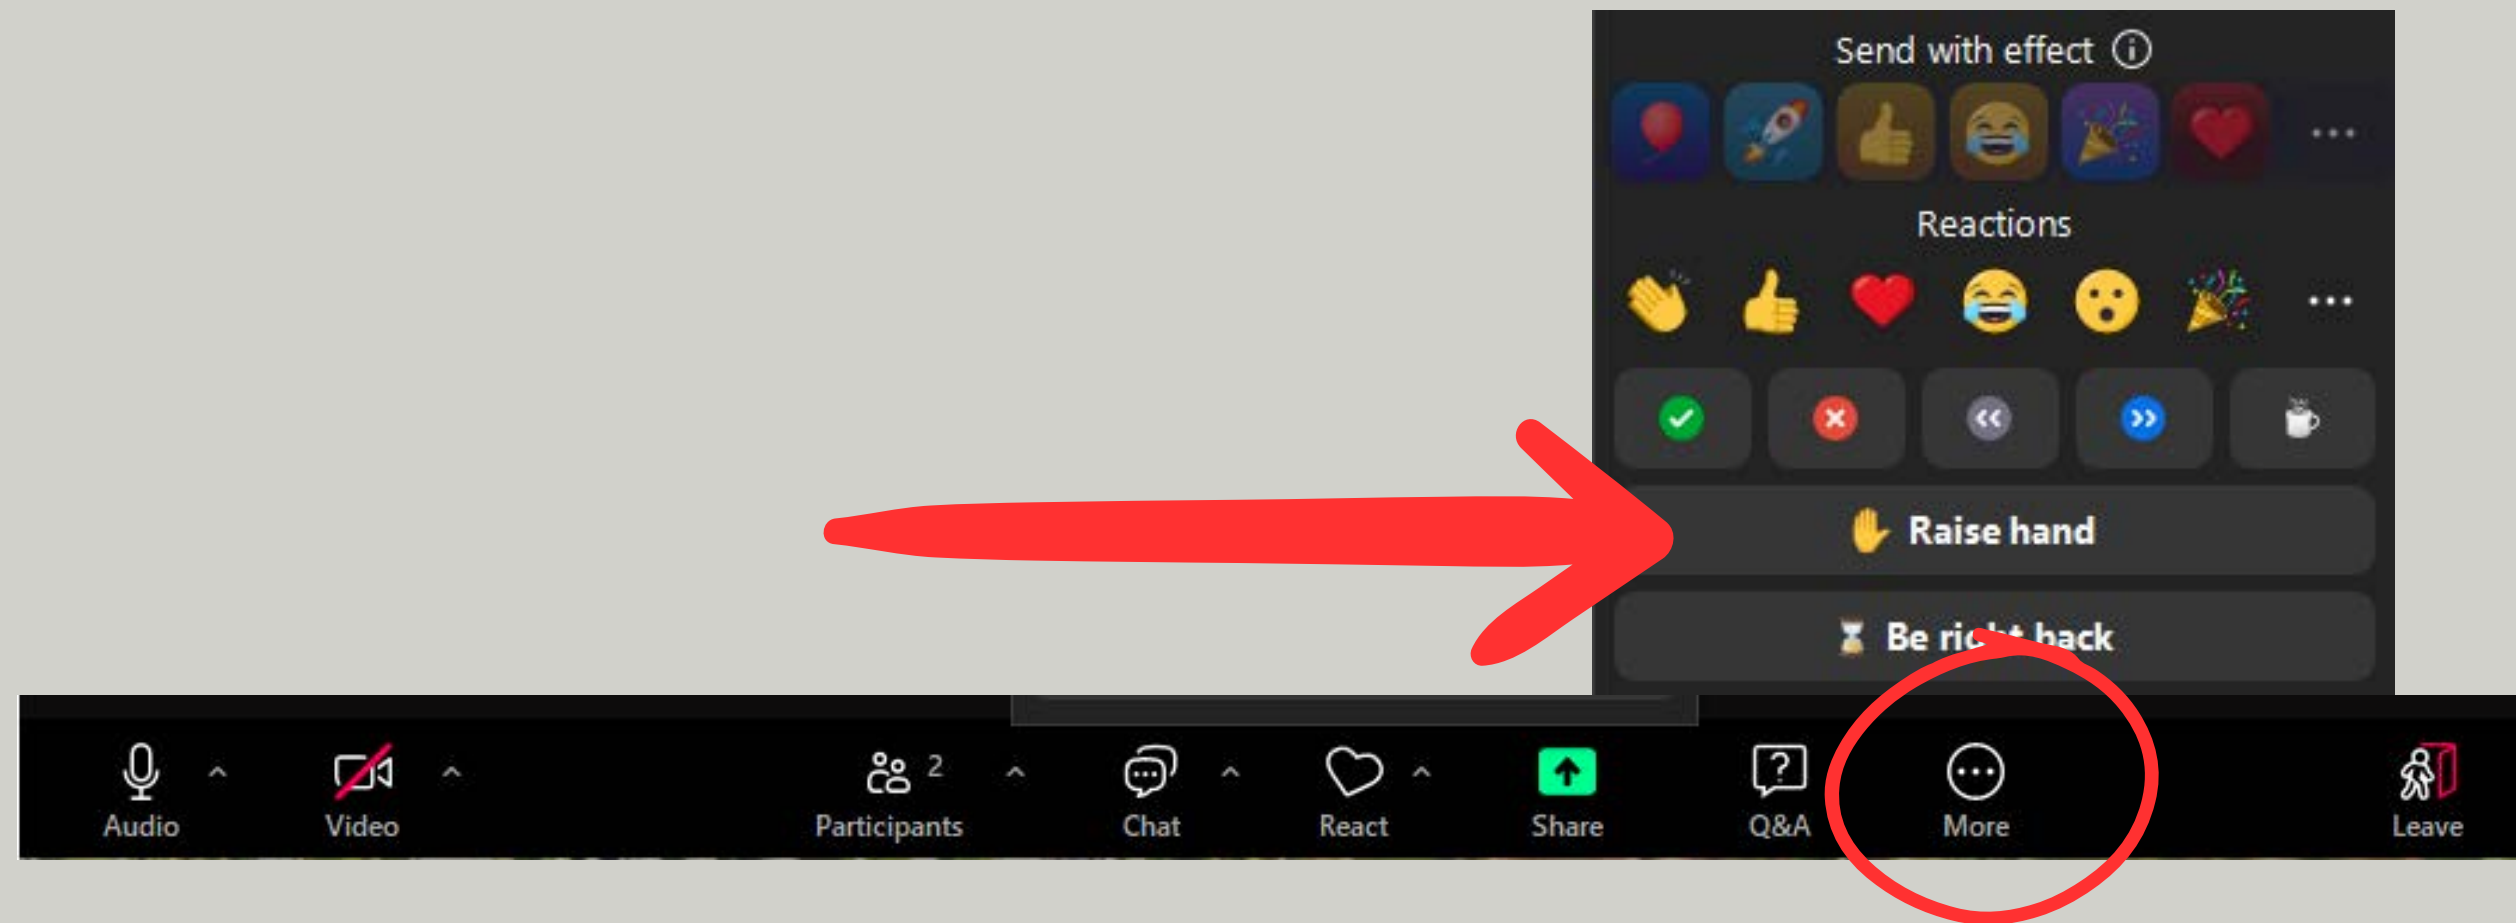 Send with effect
Reactions
Raise hand
Be right back
2
Audio
Video
Participants
Chat
React
Share
Q&A
More
Leave